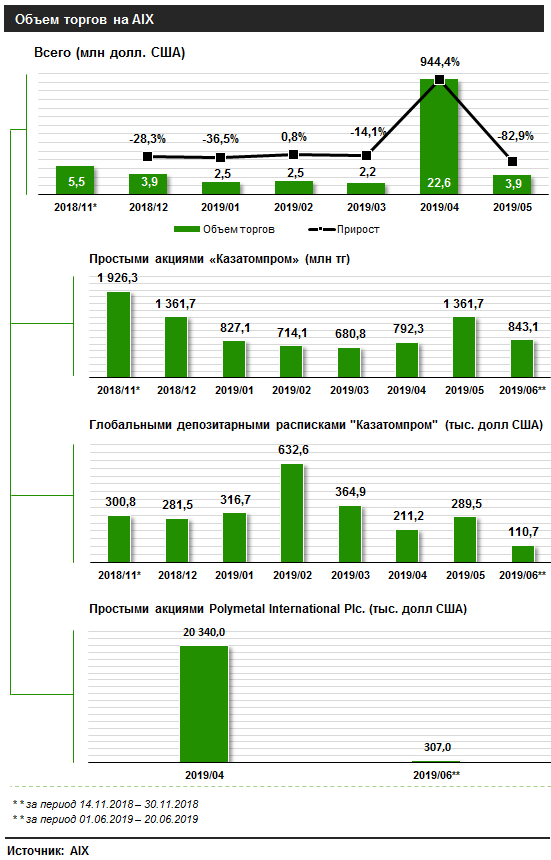 Объем торгов на AIX
Всего (млн долл. США)
944,4%
-28,3% -36,5% 0,8% -14,1% -82,9%
5,5 3,9 2,5 2,5 2,2 22,6 3,9
2018/11* 2018/12 2019/01 2019/02 2019/03 2019/04 2019/05
Объем торгов Прирост
Простыми акциями «Казатомпром» (млн тг)
1 926,3 1 361,7 827,1 714,1 680,8 792,3 1 361,7 843,1
2018/11* 2018/12 2019/01 2019/02 2019/03 2019/04 2019/05 2019/06**
Глобальными депозитарными расписками "Казатомпром" (тыс. долл США)
300,8 281,5 316,7 632,6 364,9 211,2 289,5 110,7
2018/11* 2018/12 2019/01 2019/02 2019/03 2019/04 2019/05 2019/06**
Простыми акциями Polymetal International Plc. (тыс. долл США)
20 340,0 307,0
2019/04 2019/06**
* * за период 14.11.2018 – 30.11.2018
* * за период 01.06.2019 – 20.06.2019
Источник: AIX